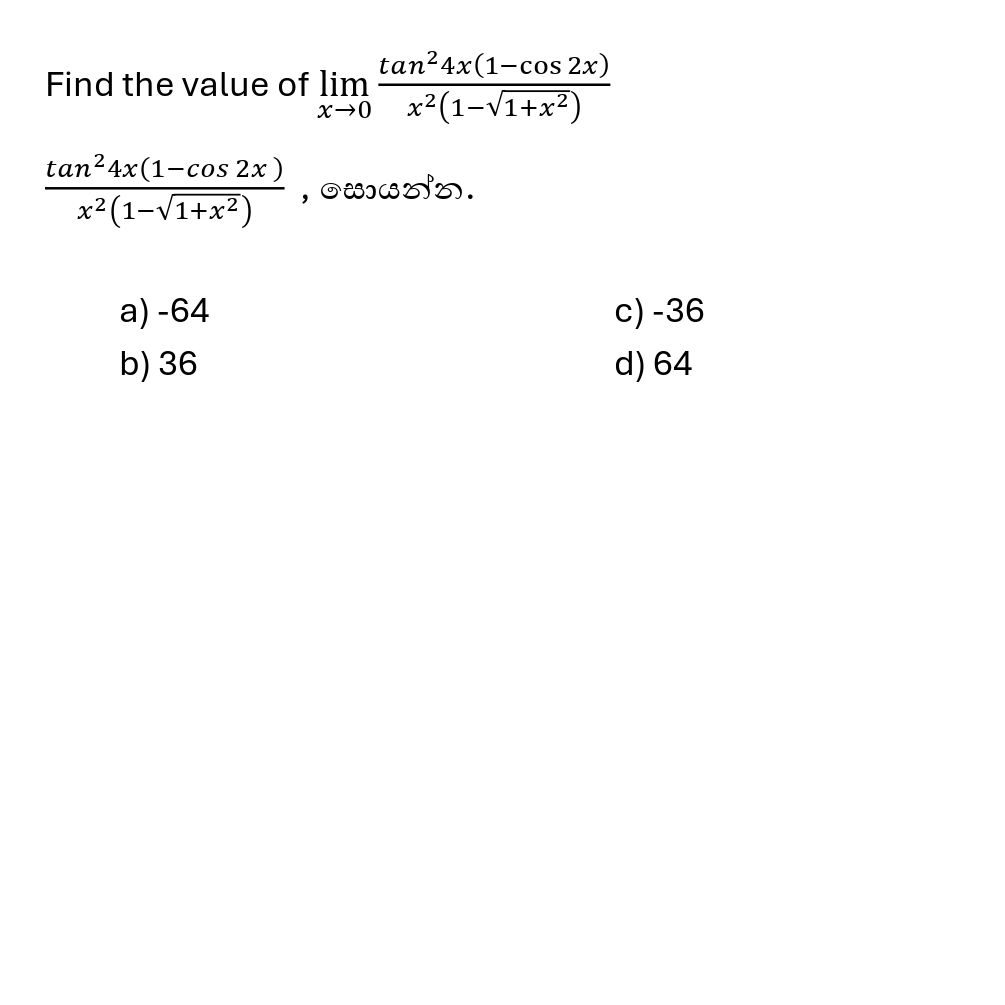 Find the value of $\lim_{x \to 0} \frac{tan^2 4x(1-\cos 2x)}{x^2(1-\sqrt{1+x^2})}$
$\frac{tan^2 4x(1-cos 2x)}{x^2(1-\sqrt{1+x^2})}$ , සොයන්න.
a) -64 c) -36
b) 36 d) 64